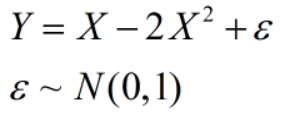 Y = X − 2X² + ε
ε ~ N(0,1)